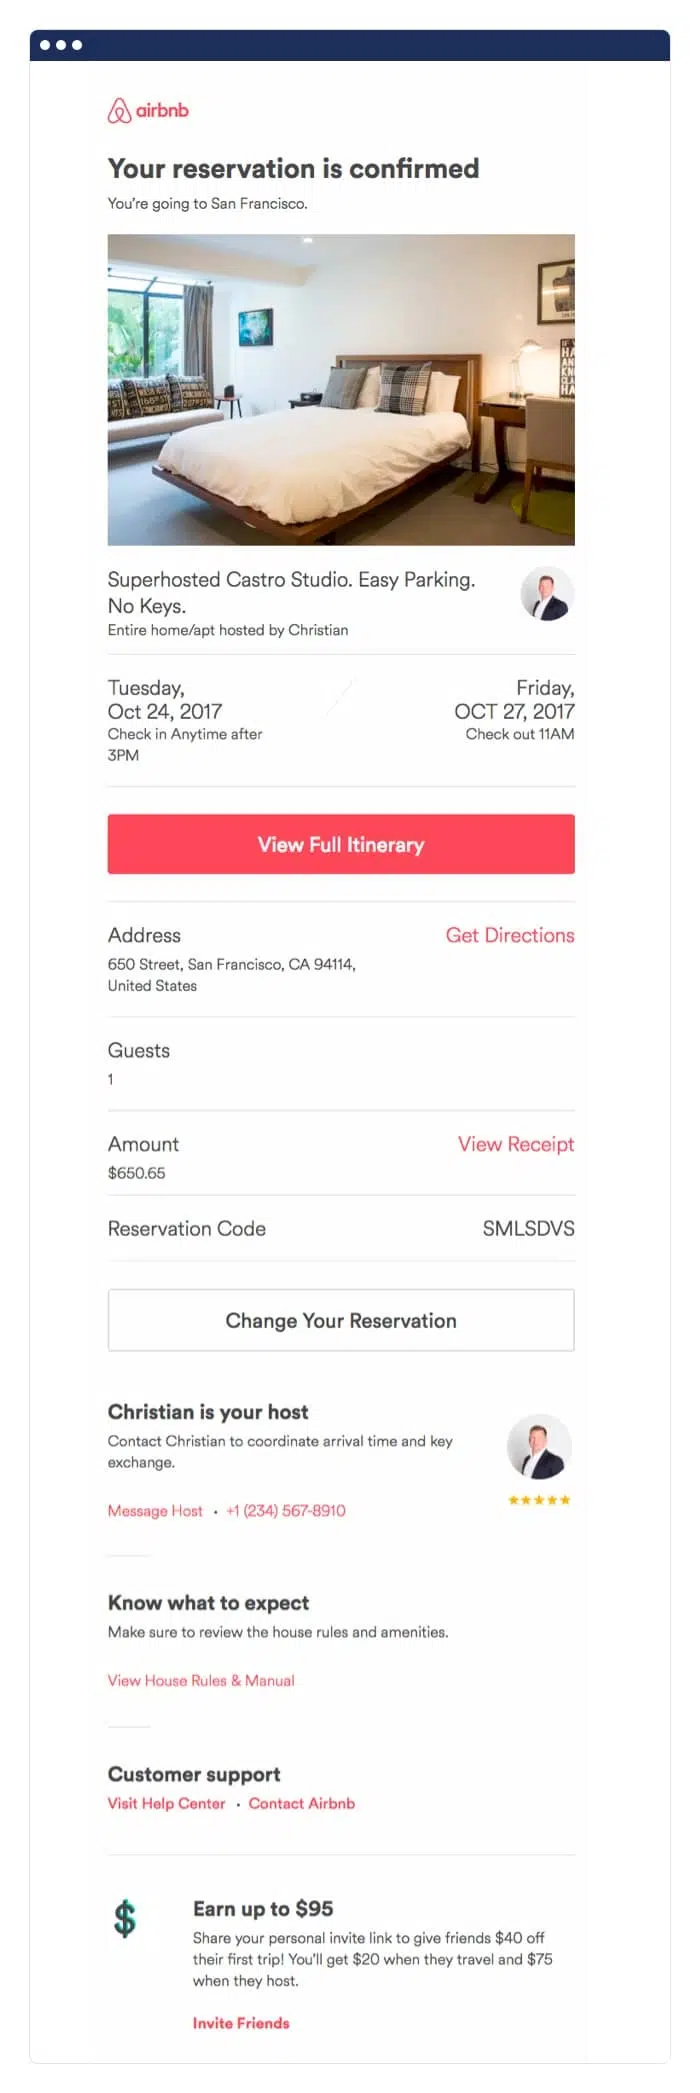 airbnb
Your reservation is confirmed
You're going to San Francisco.
Superhosted Castro Studio. Easy Parking.
No Keys.
Entire home/apt hosted by Christian
Tuesday,
Oct 24, 2017
Check in Anytime after
3PM
Friday,
OCT 27, 2017
Check out 11AM
View Full Itinerary
Address
Get Directions
650 Street, San Francisco, CA 94114,
United States
Guests
1
Amount
View Receipt
$650.65
Reservation Code
SMLSDVS
Change Your Reservation
Christian is your host
Contact Christian to coordinate arrival time and key
exchange.
Message Host • +1 (234) 567-8910
Know what to expect
Make sure to review the house rules and amenities.
View House Rules & Manual
Customer support
Visit Help Center • Contact Airbnb
$
Earn up to $95
Share your personal invite link to give friends $40 off
their first trip! You'll get $20 when they travel and $75
when they host.
Invite Friends